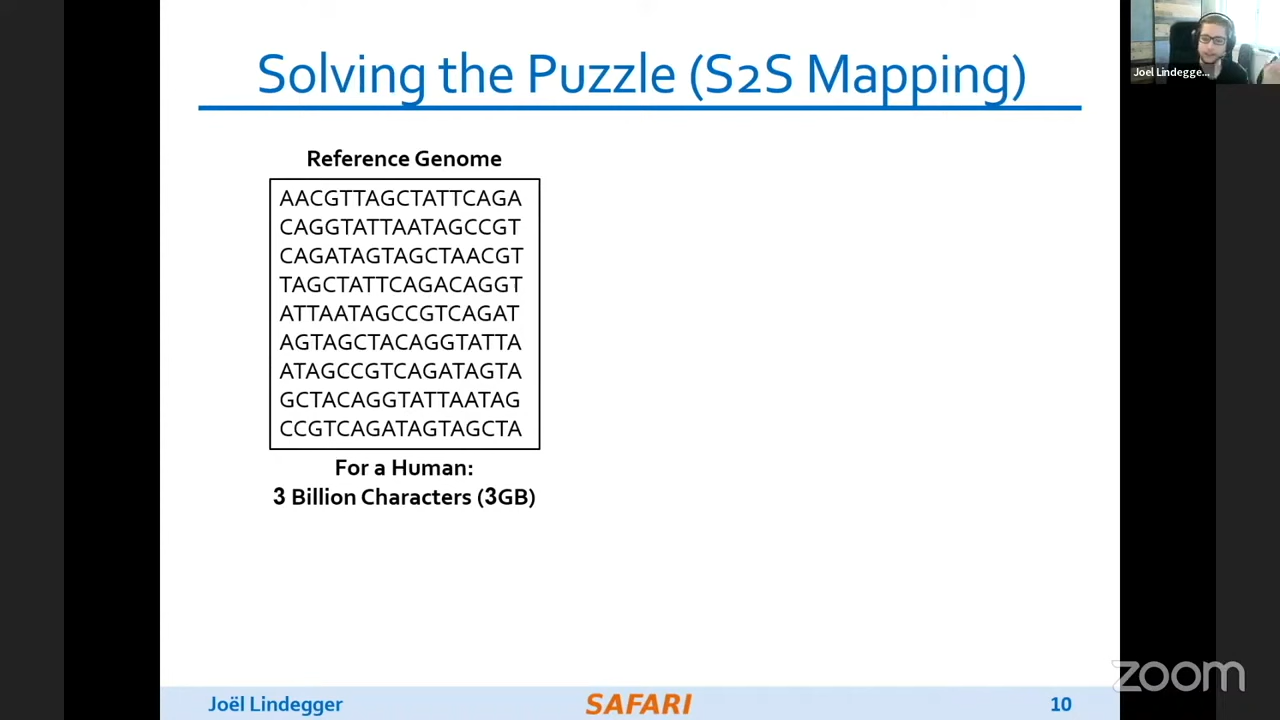 Solving the Puzzle (S2S Mapping)
Joel Lindegge...
Reference Genome
AACGTTAGCTATTCAGA
CAGGTATTAATAGCCGT
CAGATAGTAGCTAACGT
TAGCTATTCAGACAGGT
ATTAATAGCCGTCAGAT
AGTAGCTACAGGTATTA
ATAGCCGTCAGATAGTA
GCTACAGGTATTAATAG
CCGTCAGATAGTAGCTA
For a Human:
3 Billion Characters (3GB)
zoom
Joël Lindegger
SAFARI
10